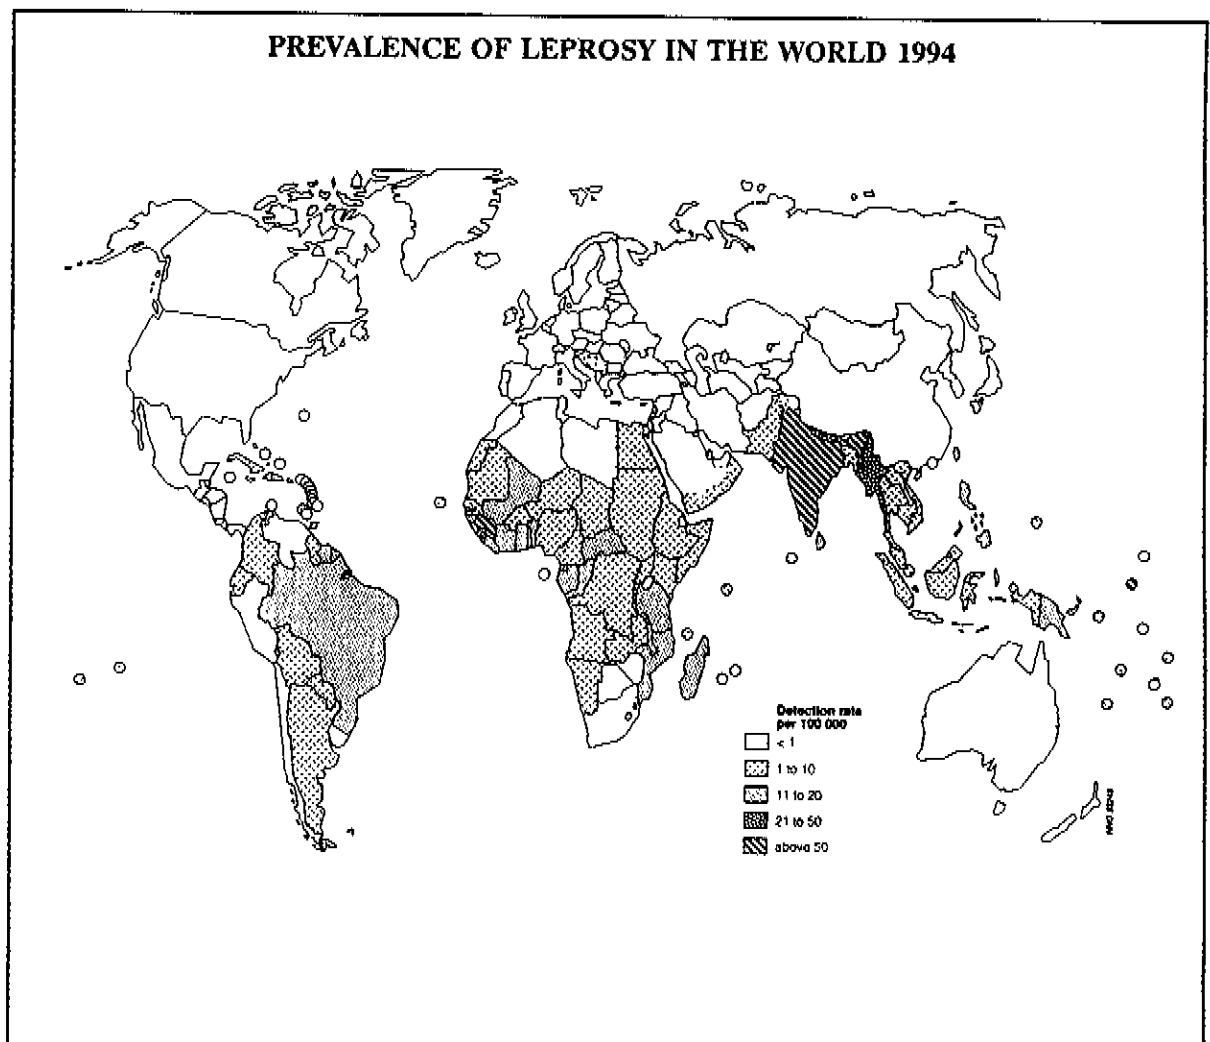 PREVALENCE OF LEPROSY IN THE WORLD 1994
Detection rate
per 100 000
< 1
1 to 10
11 to 20
21 to 50
above 50